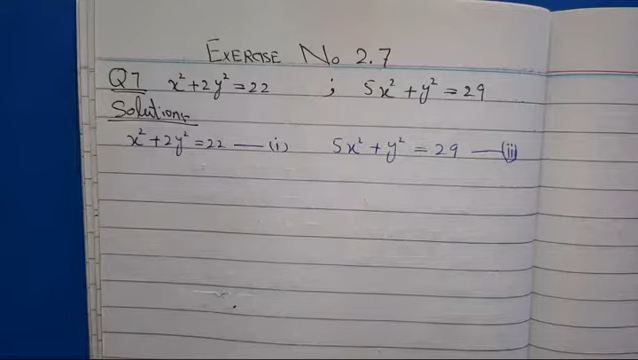 EXERCISE No 2.7
Q7 x²+2y²=22 ; 5x²+y²=29
Solution:-
x²+2y²=22 —(i) 5x²+y²=29 —(ii)